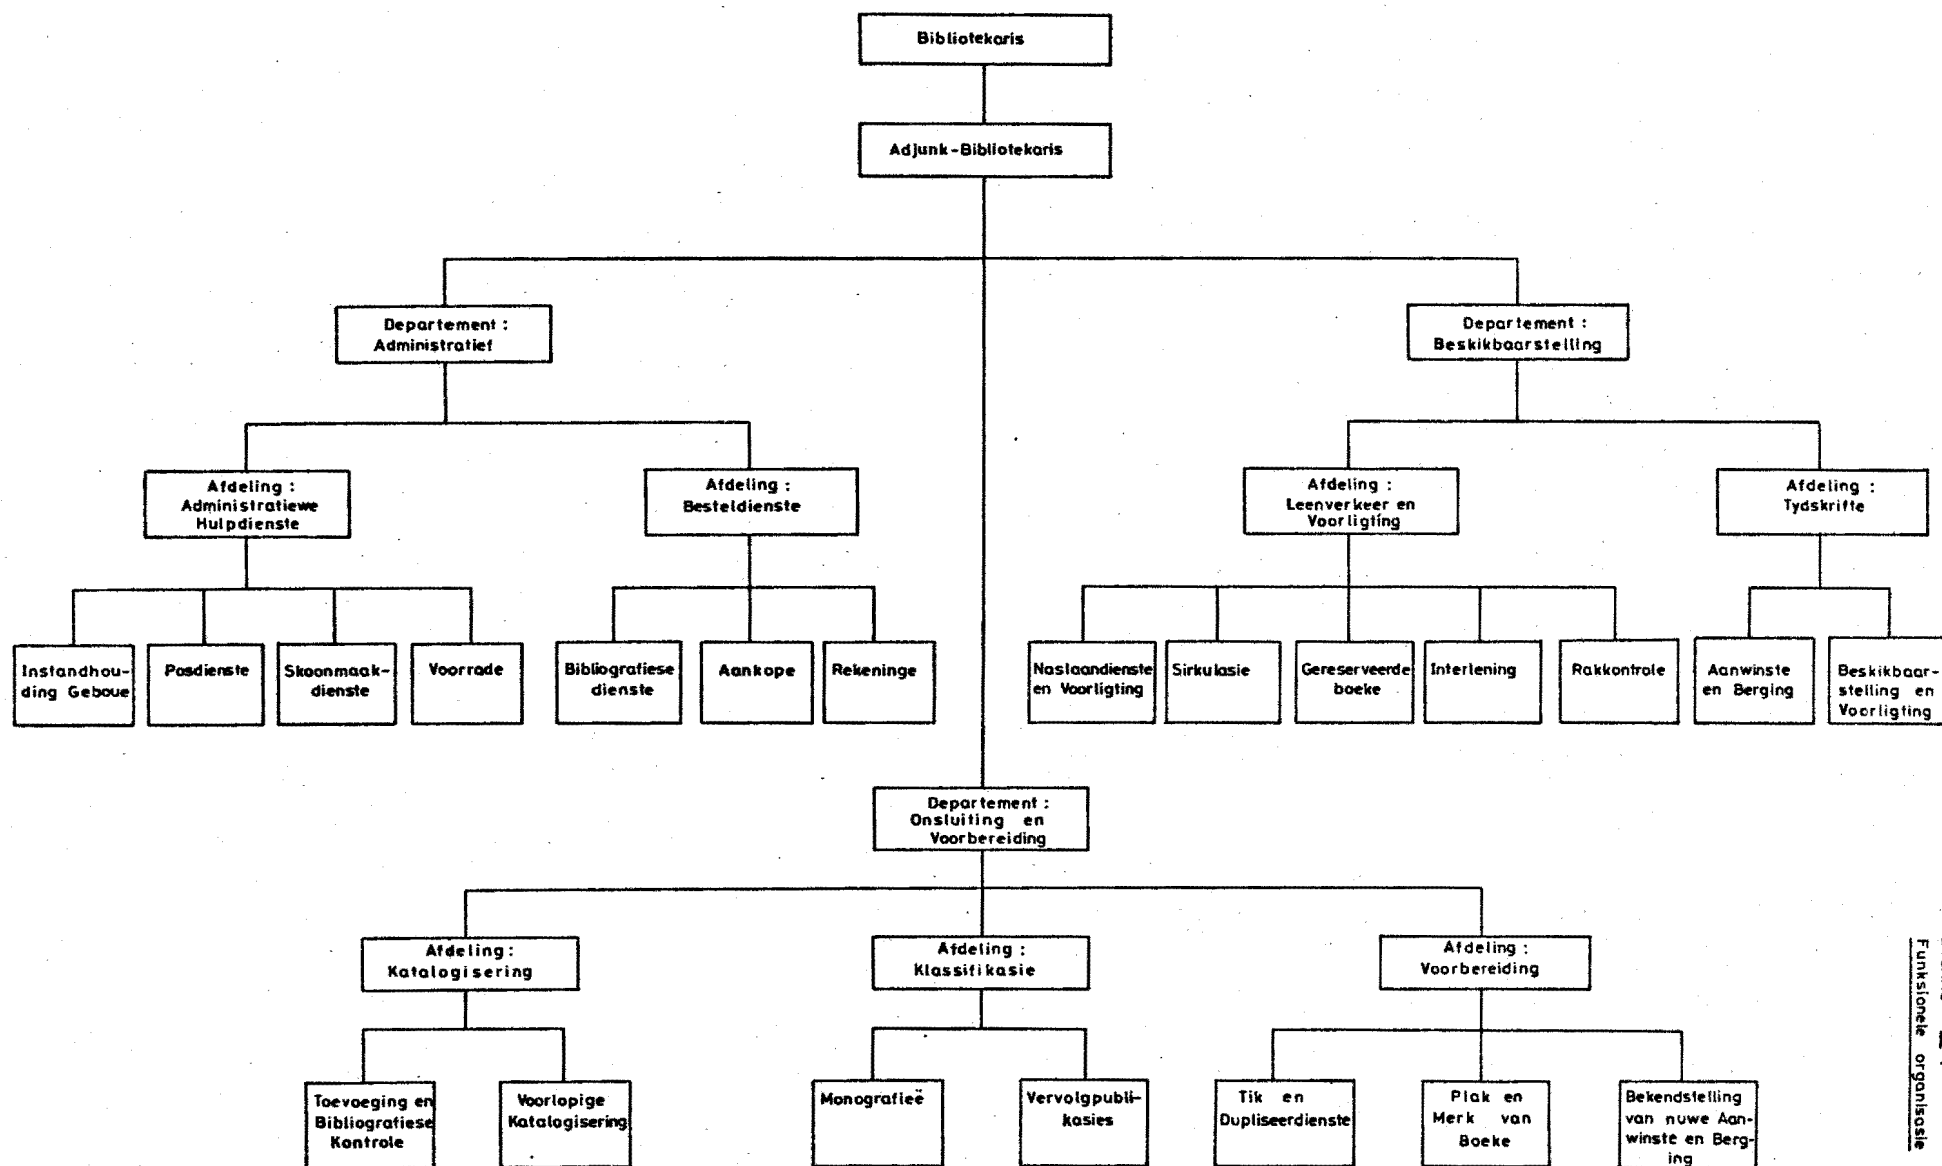 Bibliotekaris
Adjunk-Bibliotekaris
Departement :
Administratief
Departement :
Beskikbaarstelling
Afdeling :
Administratiewe
Hulpdienste
Afdeling :
Besteldienste
Afdeling :
Leenverkeer en
Voorligting
Afdeling :
Tydskrifte
Instandhou-
ding Geboue
Posdienste
Skoonmaak-
dienste
Voorrade
Bibliografiese
dienste
Aankope
Rekeninge
Naslaandienste
en Voorligting
Sirkulasie
Gereserveerde
boeke
Interlening
Rakkontrole
Aanwinste
en Berging
Beskikbaar-
stelling en
Voorligting
Departement :
Onsluiting en
Voorbereiding
Afdeling :
Katalogisering
Afdeling :
Klassifikasie
Afdeling :
Voorbereiding
Toevoeging en
Bibliografiese
Kontrole
Voorlopige
Katalogisering
Monografieë
Vervolgpubli-
kasies
Tik en
Dupliseerdienste
Plak en
Merk van
Boeke
Bekendstelling
van nuwe Aan-
winste en Berg-
ing
Funksionele organisasie